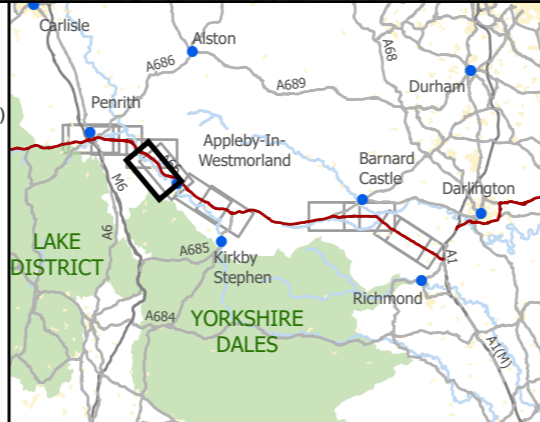 Carlisle
Alston
A686
A68
A689
Durham
)
Penrith
Appleby-In-
Westmorland
A66
Barnard
Castle
Darlington
M6
A6
LAKE
DISTRICT
A685
Kirkby
Stephen
A1
Richmond
A684
YORKSHIRE
DALES
A1(M)